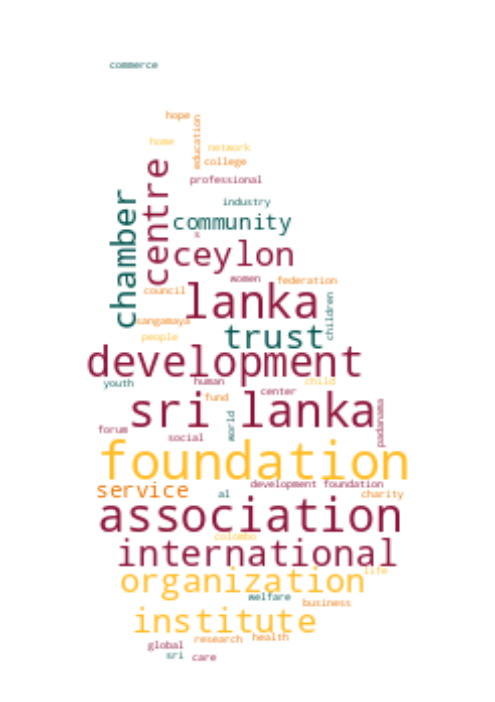 commerce
hope
education
home
network
college
centre
professional
chamber
industry
community
s
ceylon
women
federation
council
lanka
children
sangamaya
trust
people
development
youth
human
child
center
fund
sri lanka
padanama
world
forum
social
foundation
development foundation
service
al
charity
association
colombo
international
life
organization
welfare
business
institute
research
health
global
sri
care